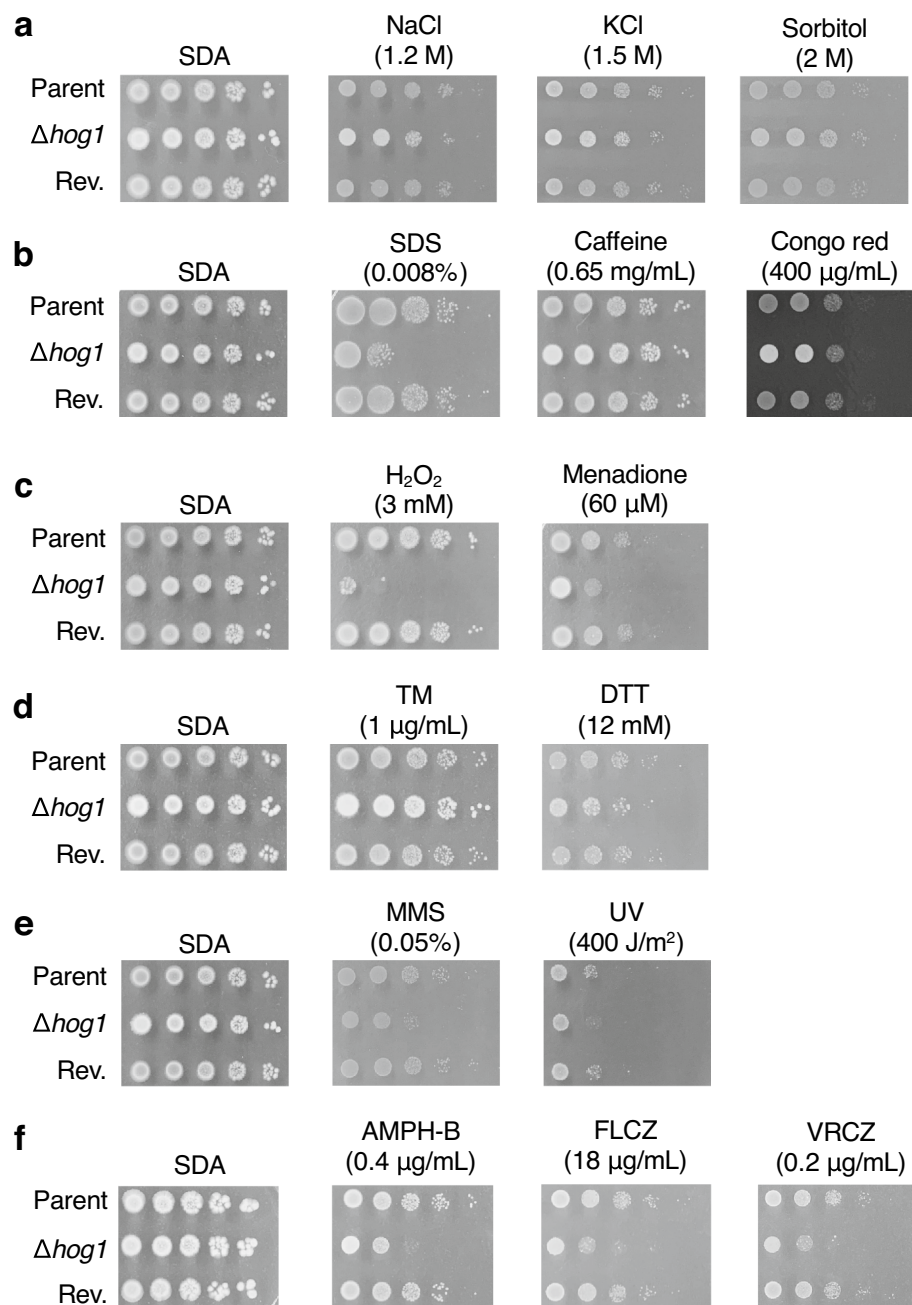 a
SDA
NaCl
(1.2 M)
KCl
(1.5 M)
Sorbitol
(2 M)
Parent
Δhog1
Rev.
b
SDA
SDS
(0.008%)
Caffeine
(0.65 mg/mL)
Congo red
(400 µg/mL)
Parent
Δhog1
Rev.
c
SDA
H₂O₂
(3 mM)
Menadione
(60 µM)
Parent
Δhog1
Rev.
d
SDA
TM
(1 µg/mL)
DTT
(12 mM)
Parent
Δhog1
Rev.
e
SDA
MMS
(0.05%)
UV
(400 J/m²)
Parent
Δhog1
Rev.
f
SDA
AMPH-B
(0.4 µg/mL)
FLCZ
(18 µg/mL)
VRCZ
(0.2 µg/mL)
Parent
Δhog1
Rev.